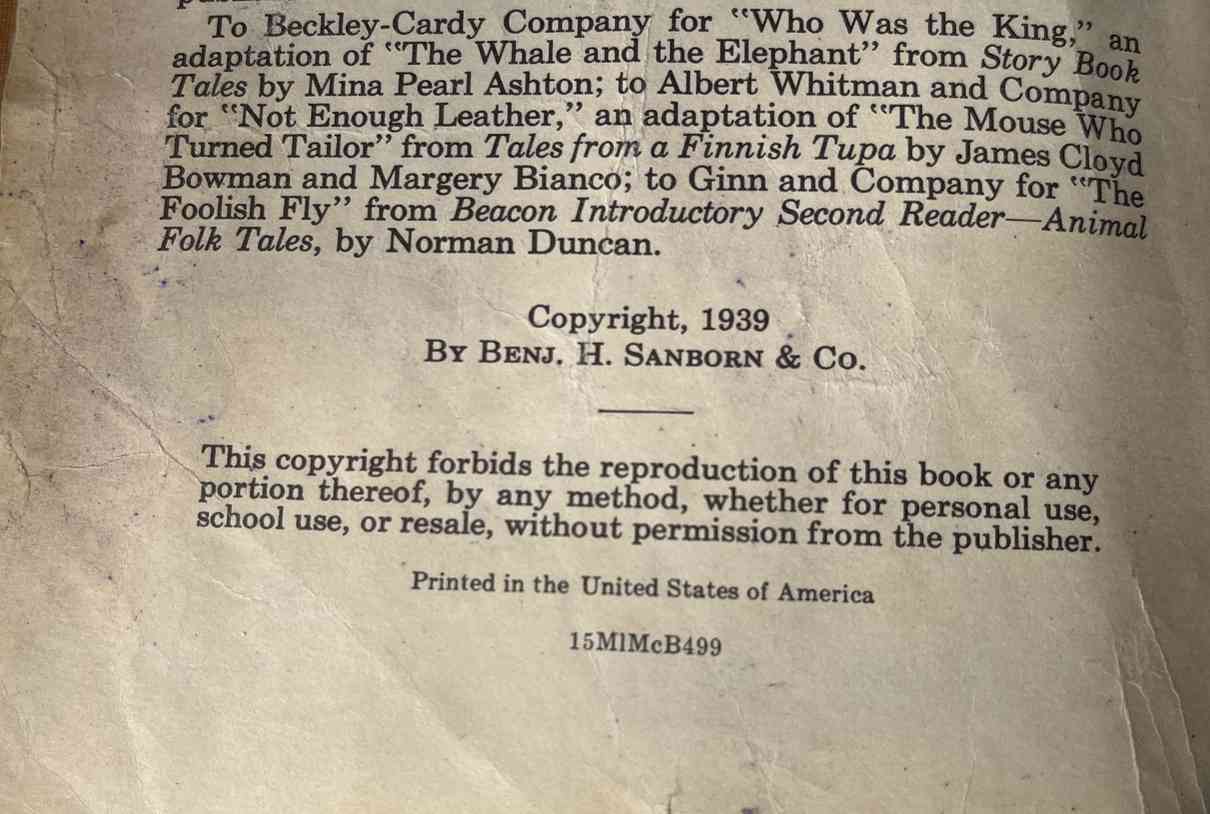 To Beckley-Cardy Company for "Who Was the King," an
adaptation of "The Whale and the Elephant" from Story Book
Tales by Mina Pearl Ashton; to Albert Whitman and Company
for "Not Enough Leather," an adaptation of "The Mouse Who
Turned Tailor" from Tales from a Finnish Tupa by James Cloyd
Bowman and Margery Bianco; to Ginn and Company for "The
Foolish Fly" from Beacon Introductory Second Reader—Animal
Folk Tales, by Norman Duncan.
Copyright, 1939
By Benj. H. Sanborn & Co.
This copyright forbids the reproduction of this book or any
portion thereof, by any method, whether for personal use,
school use, or resale, without permission from the publisher.
Printed in the United States of America
15MlMcB499